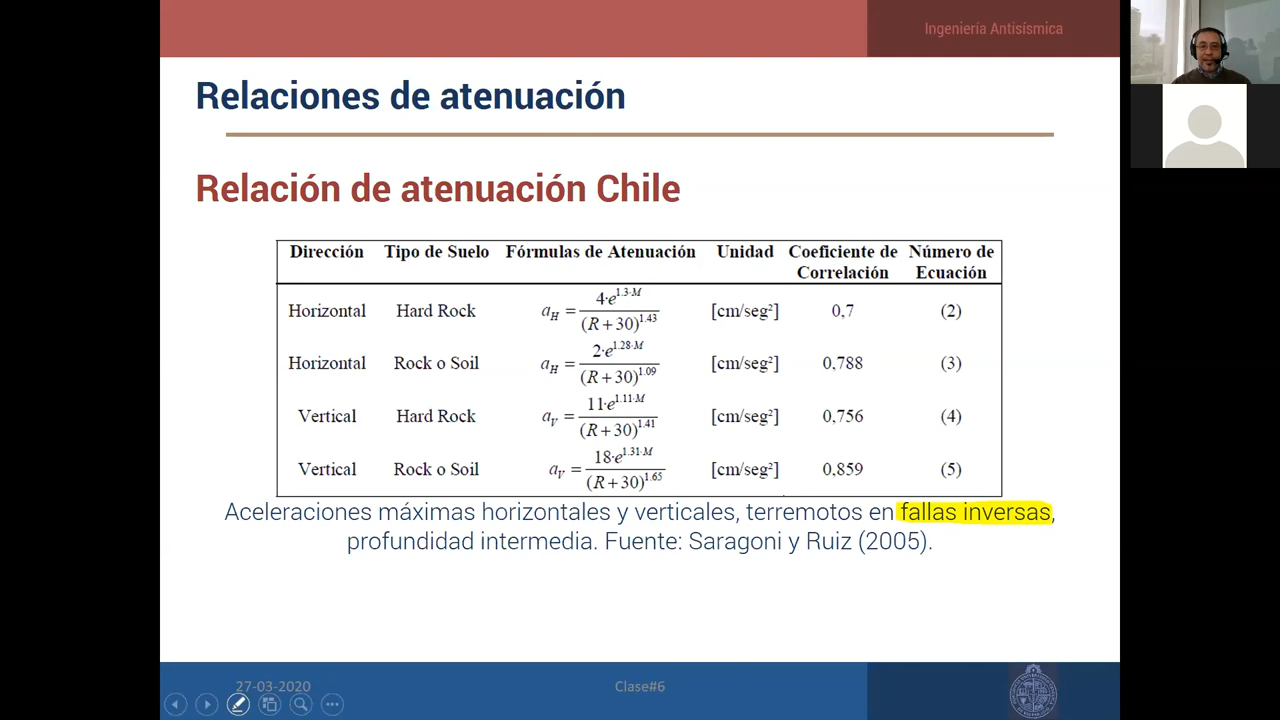 Ingeniería Antisísmica
Relaciones de atenuación
Relación de atenuación Chile
Dirección Tipo de Suelo Fórmulas de Atenuación Unidad Coeficiente de Correlación Número de Ecuación
Horizontal Hard Rock a_H = 4·e^{1.3·M} / (R+30)^{1.43} [cm/seg²] 0,7 (2)
Horizontal Rock o Soil a_H = 2·e^{1.28·M} / (R+30)^{1.09} [cm/seg²] 0,788 (3)
Vertical Hard Rock a_V = 11·e^{1.11·M} / (R+30)^{1.41} [cm/seg²] 0,756 (4)
Vertical Rock o Soil a_V = 18·e^{1.31·M} / (R+30)^{1.65} [cm/seg²] 0,859 (5)
Aceleraciones máximas horizontales y verticales, terremotos en fallas inversas,
profundidad intermedia. Fuente: Saragoni y Ruiz (2005).
27-03-2020 Clase#6